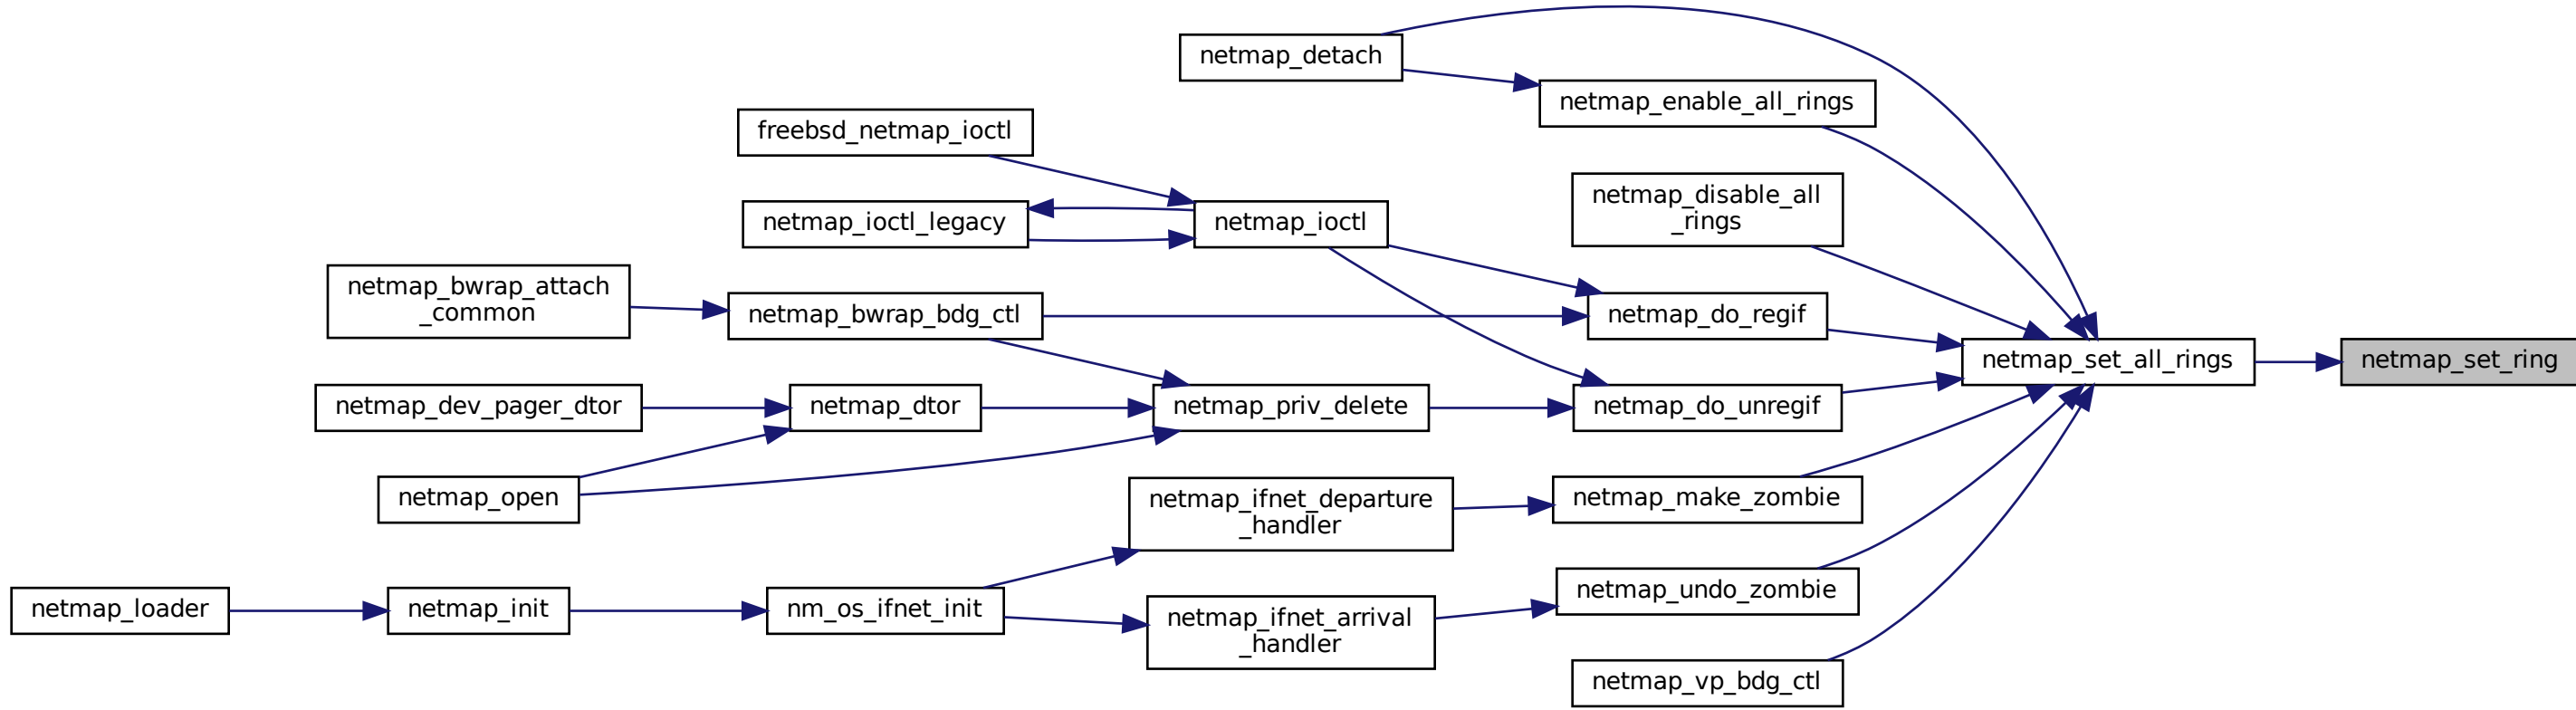 netmap_detach
netmap_enable_all_rings
freebsd_netmap_ioctl
netmap_disable_all
_rings
netmap_ioctl_legacy
netmap_ioctl
netmap_bwrap_attach
_common
netmap_bwrap_bdg_ctl
netmap_do_regif
netmap_set_all_rings
netmap_set_ring
netmap_dev_pager_dtor
netmap_dtor
netmap_priv_delete
netmap_do_unregif
netmap_open
netmap_ifnet_departure
_handler
netmap_make_zombie
netmap_loader
netmap_init
nm_os_ifnet_init
netmap_ifnet_arrival
_handler
netmap_undo_zombie
netmap_vp_bdg_ctl